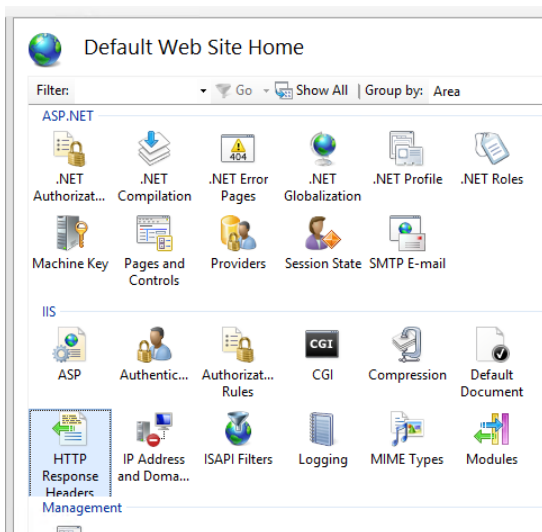 Default Web Site Home
Filter: Go Show All Group by: Area
ASP.NET
.NET Authorizat...
.NET Compilation
.NET Error Pages
404
.NET Globalization
.NET Profile
.NET Roles
Machine Key
Pages and Controls
Providers
Session State
SMTP E-mail
IIS
ASP
Authentic...
Authorizat... Rules
CGI
CGI
Compression
Default Document
HTTP Response Headers
IP Address and Doma...
ISAPI Filters
Logging
MIME Types
Modules
Management